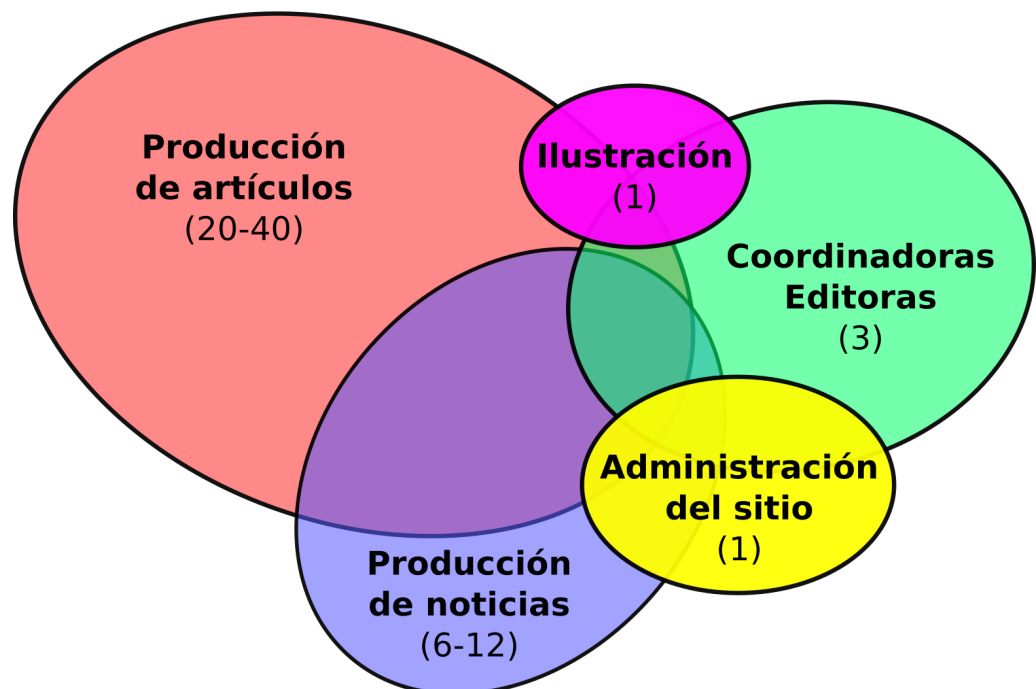 Producción
de artículos
(20-40)
Ilustración
(1)
Coordinadoras
Editoras
(3)
Administración
del sitio
(1)
Producción
de noticias
(6-12)